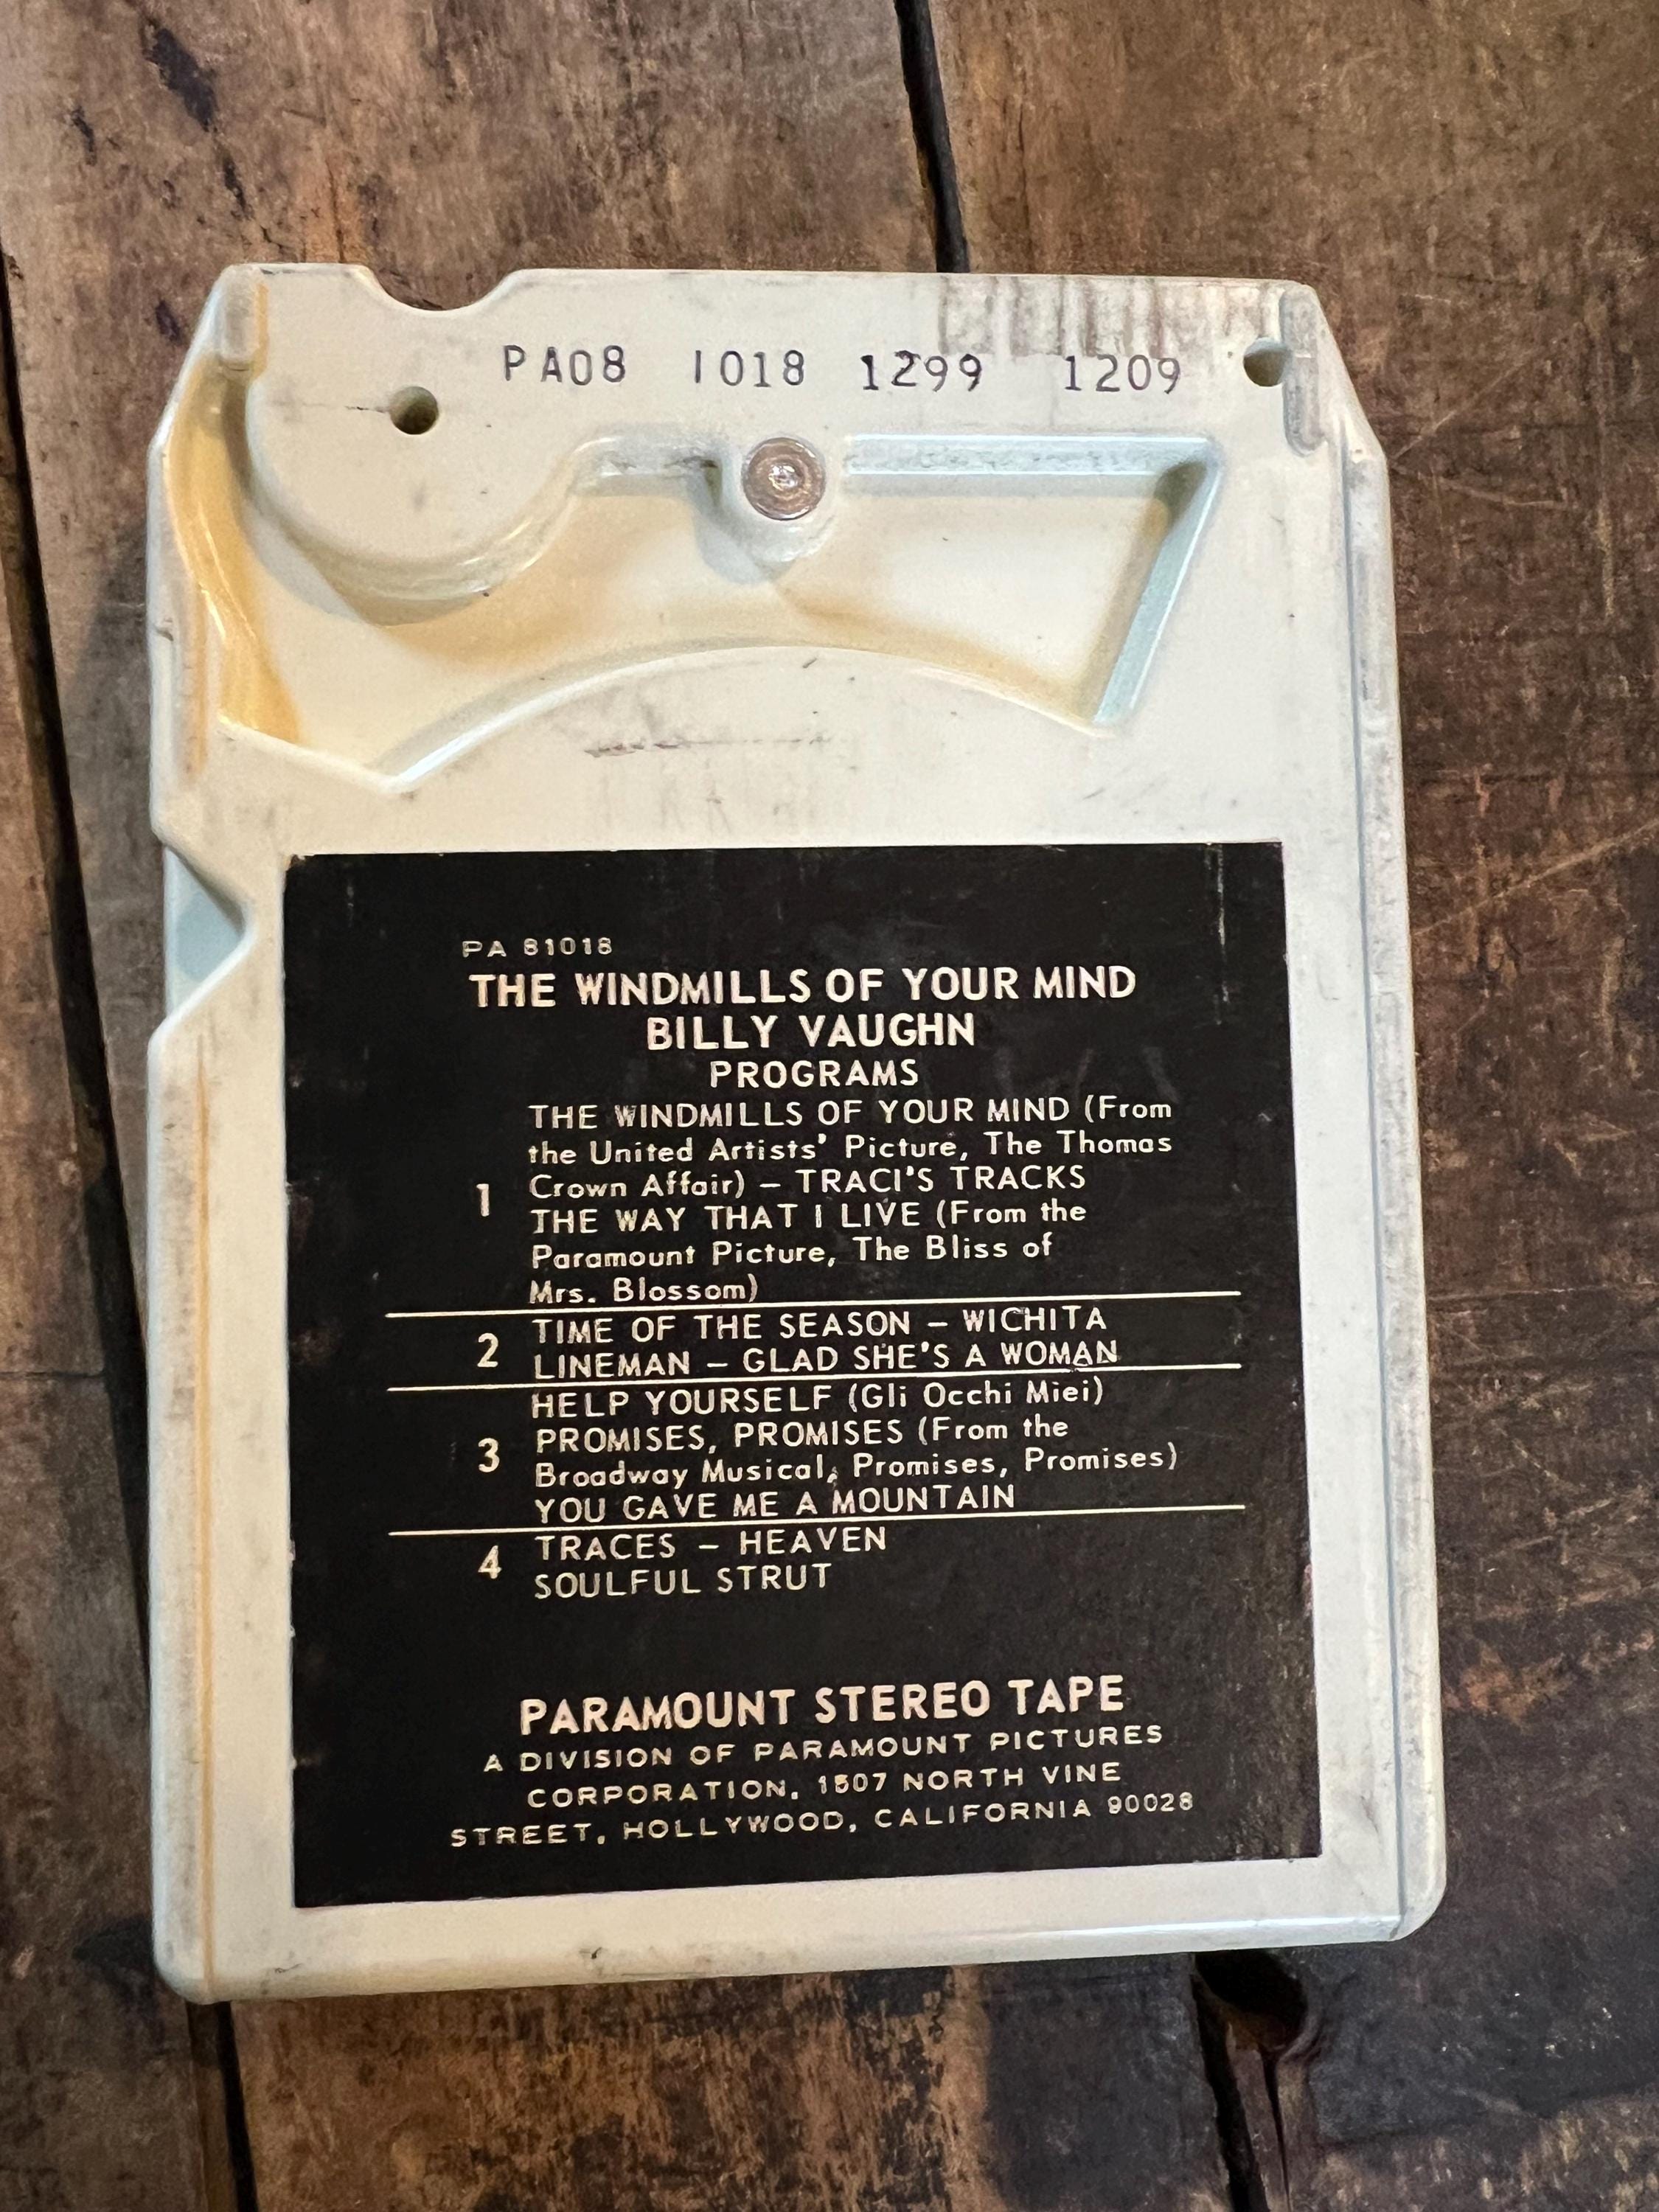 PA08 1018 1299 1209
PA 81018
THE WINDMILLS OF YOUR MIND
BILLY VAUGHN
PROGRAMS
THE WINDMILLS OF YOUR MIND (From
the United Artists' Picture, The Thomas
Crown Affair) – TRACI'S TRACKS
1
THE WAY THAT I LIVE (From the
Paramount Picture, The Bliss of
Mrs. Blossom)
TIME OF THE SEASON – WICHITA
2
LINEMAN – GLAD SHE'S A WOMAN
HELP YOURSELF (Gli Occhi Miei)
PROMISES, PROMISES (From the
3
Broadway Musical, Promises, Promises)
YOU GAVE ME A MOUNTAIN
TRACES – HEAVEN
4
SOULFUL STRUT
PARAMOUNT STEREO TAPE
A DIVISION OF PARAMOUNT PICTURES
CORPORATION, 1507 NORTH VINE
STREET, HOLLYWOOD, CALIFORNIA 90028